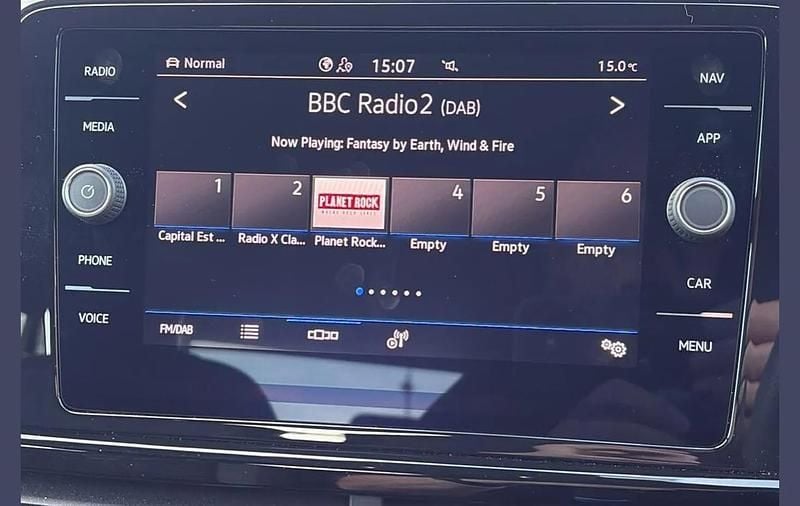 RADIO
MEDIA
PHONE
VOICE
Normal
15:07
15.0°C
BBC Radio2 (DAB)
Now Playing: Fantasy by Earth, Wind & Fire
1 2 PLANET ROCK 4 5 6
Capital Est ... Radio X Cla... Planet Rock... Empty Empty Empty
FM/DAB
NAV
APP
CAR
MENU